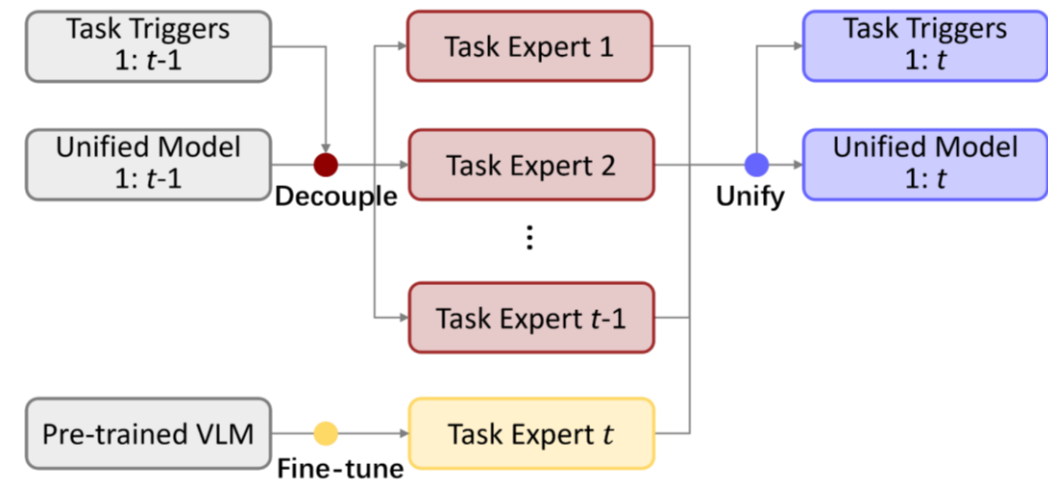 Task Triggers
1: t-1
Unified Model
1: t-1
Decouple
Task Expert 1
Task Expert 2
⋮
Task Expert t-1
Pre-trained VLM
Fine-tune
Task Expert t
Unify
Task Triggers
1: t
Unified Model
1: t